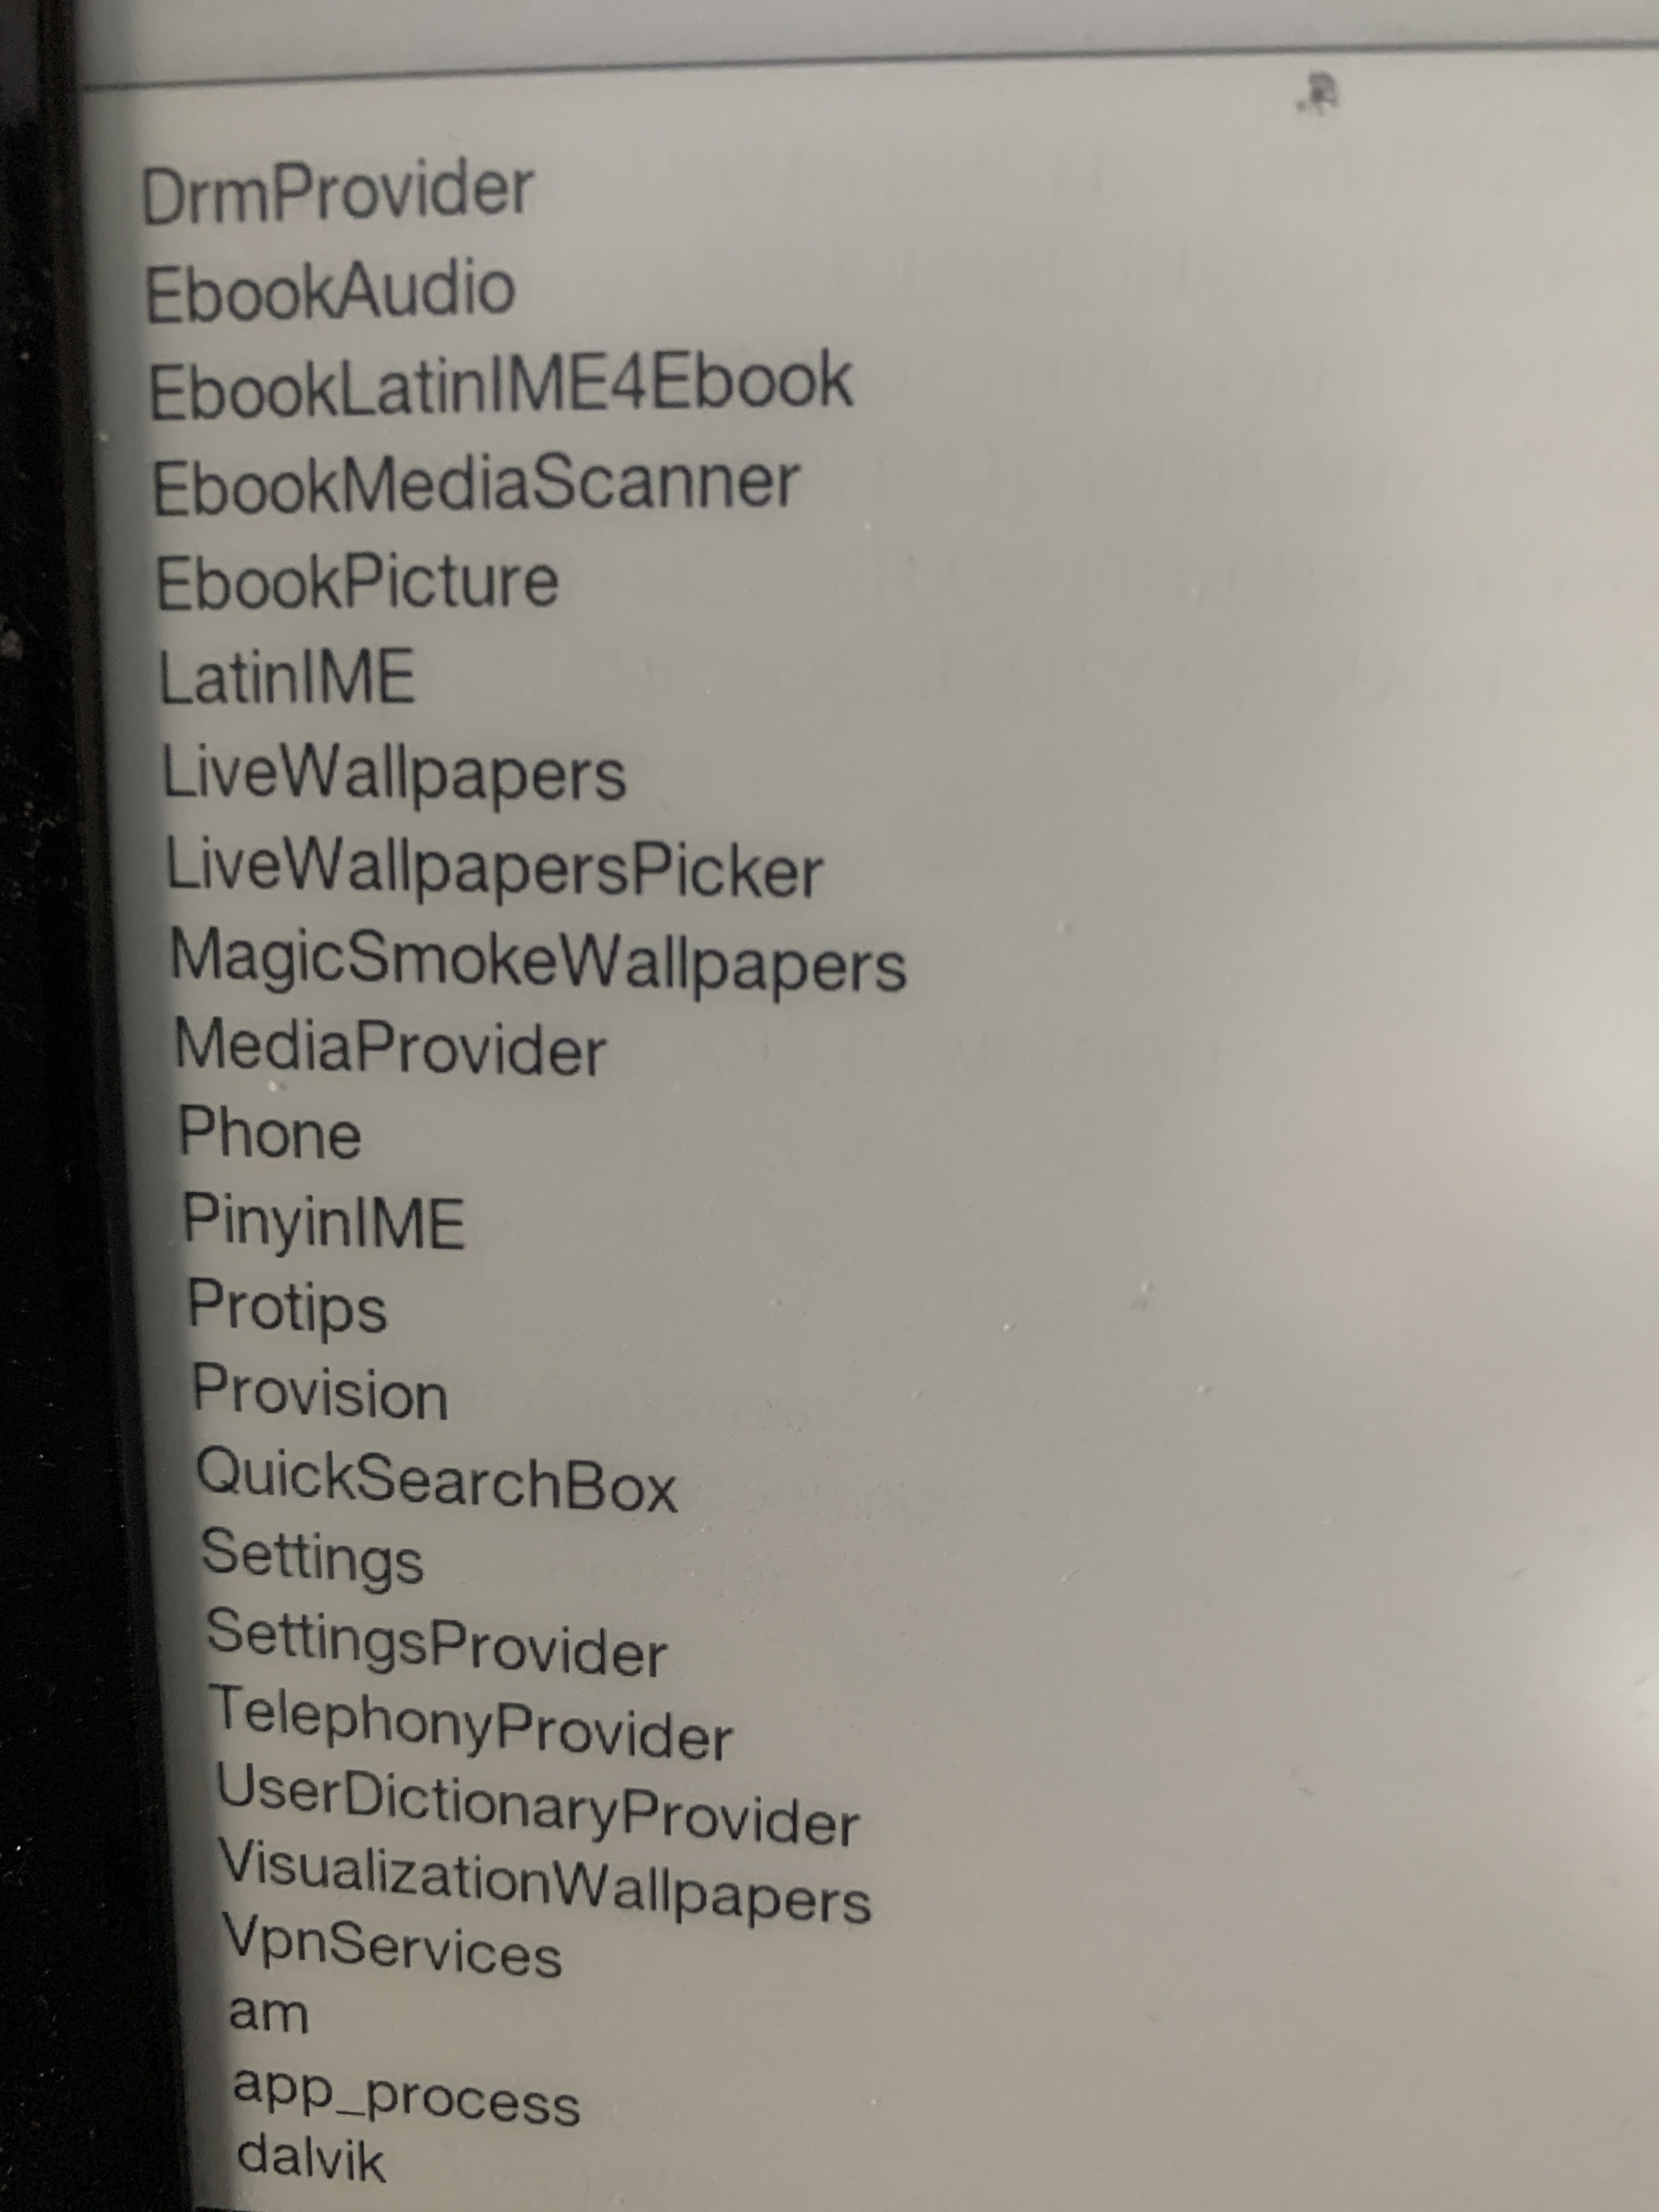 DrmProvider
EbookAudio
EbookLatinIME4Ebook
EbookMediaScanner
EbookPicture
LatinIME
LiveWallpapers
LiveWallpapersPicker
MagicSmokeWallpapers
MediaProvider
Phone
PinyinIME
Protips
Provision
QuickSearchBox
Settings
SettingsProvider
TelephonyProvider
UserDictionaryProvider
VisualizationWallpapers
VpnServices
am
app_process
dalvik